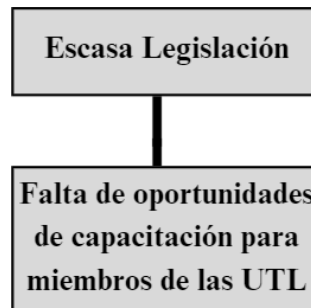 Escasa Legislación
Falta de oportunidades
de capacitación para
miembros de las UTL